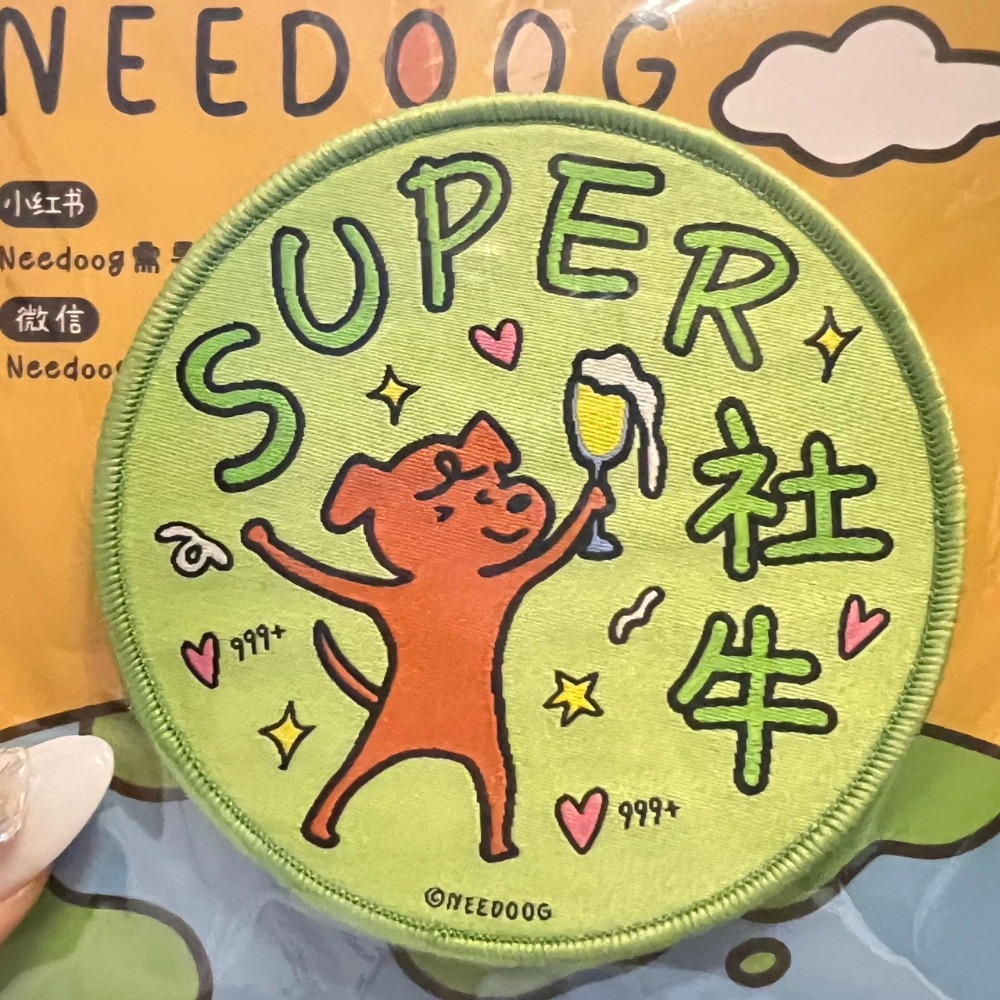 NEEDOOG
小红书
Needoog
微信
Needoog
SUPER
社
牛
999+
999+
©NEEDOOG